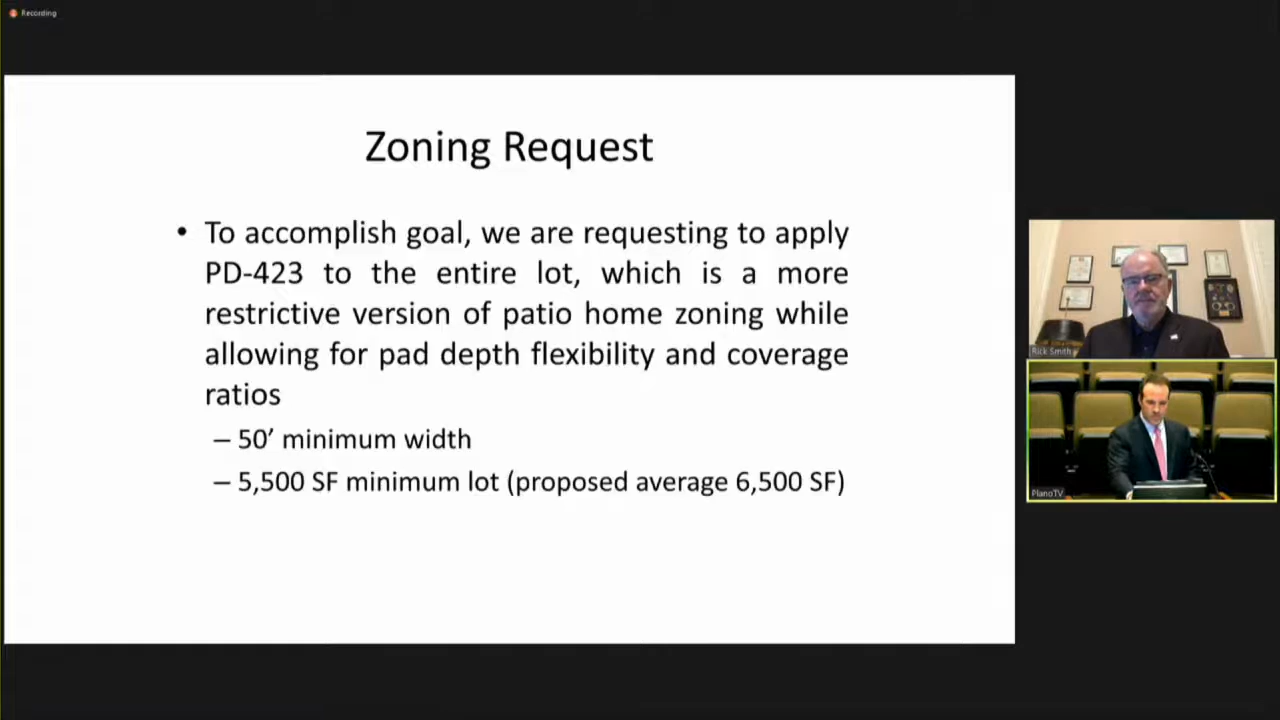 Recording
Zoning Request
• To accomplish goal, we are requesting to apply
PD-423 to the entire lot, which is a more
restrictive version of patio home zoning while
allowing for pad depth flexibility and coverage
ratios
– 50’ minimum width
– 5,500 SF minimum lot (proposed average 6,500 SF)
Rick Smith
PlanoTV